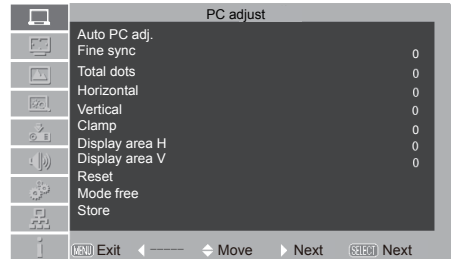 PC adjust
Auto PC adj.
Fine sync 0
Total dots 0
Horizontal 0
Vertical 0
Clamp 0
Display area H 0
Display area V 0
Reset
Mode free
Store
MENU Exit ----- Move Next SELECT Next